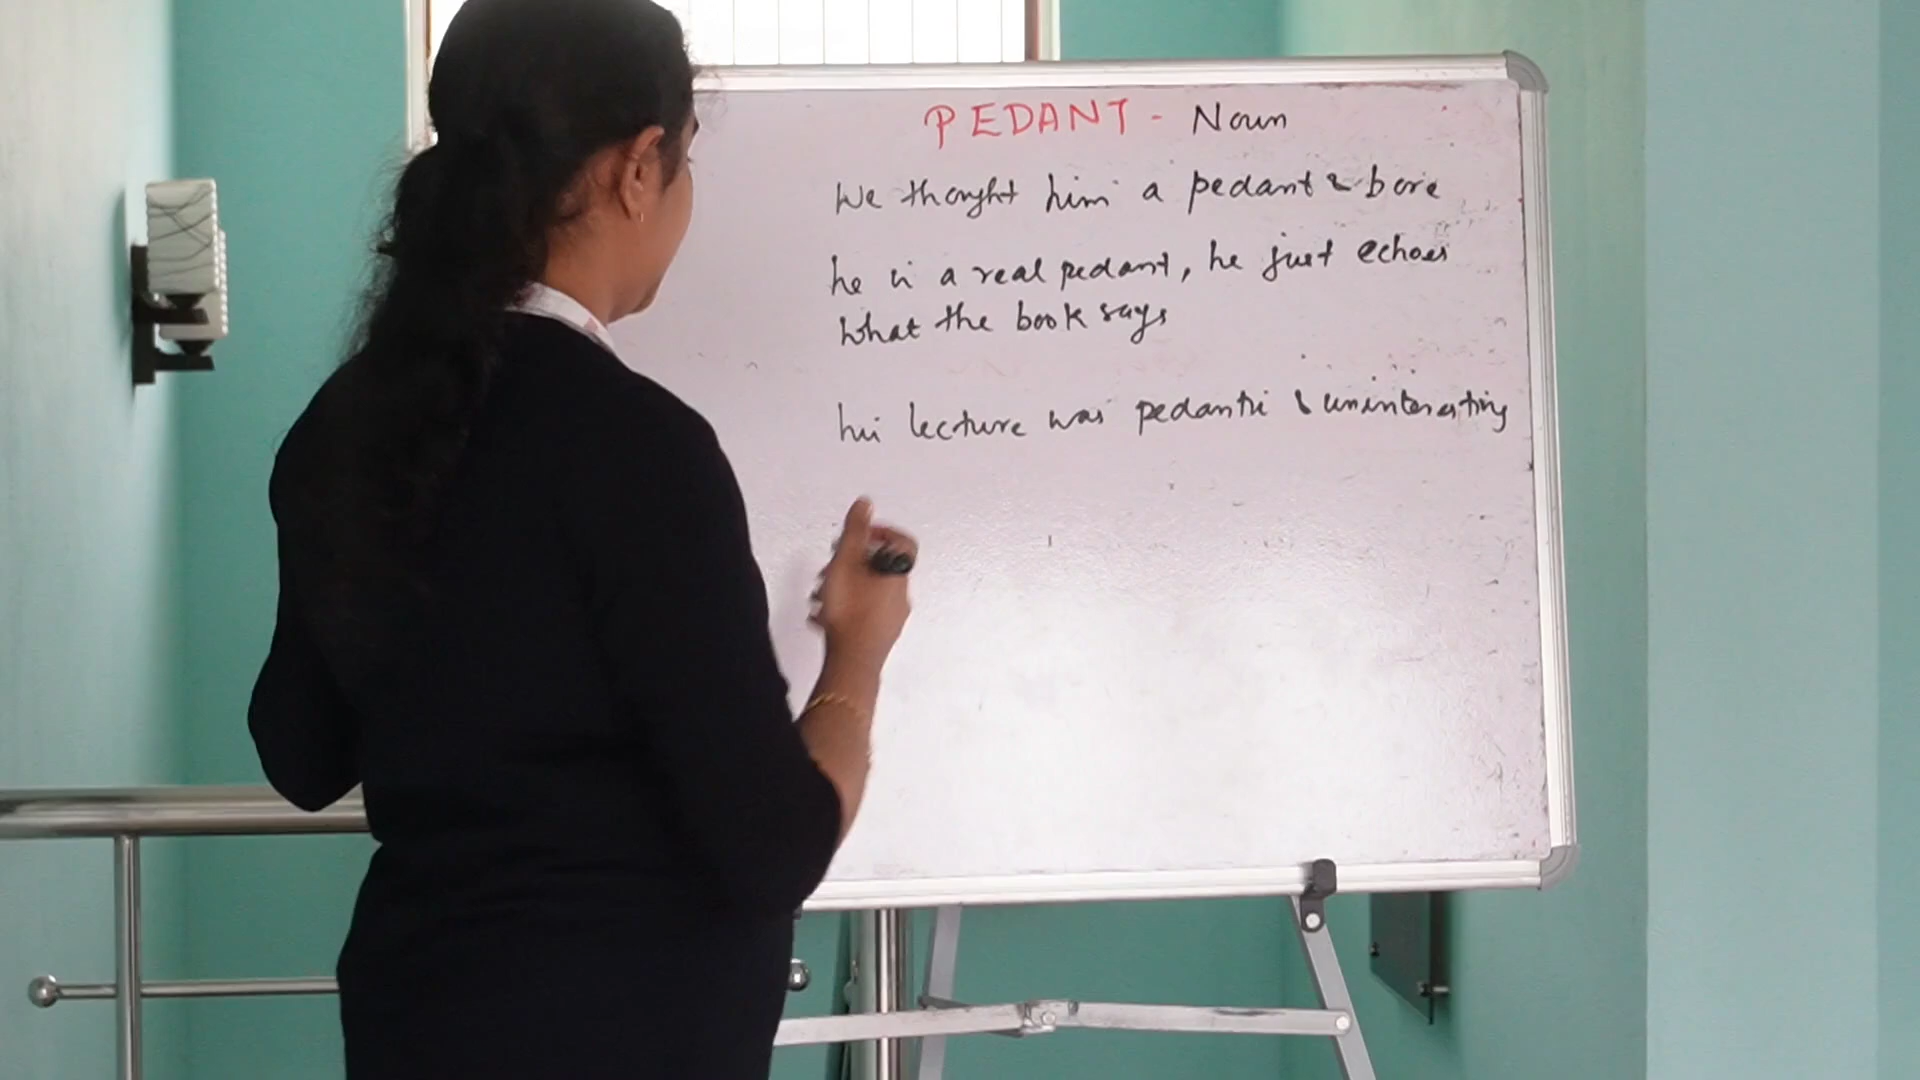 PEDANT - Noun
We thought him a pedant & bore
he is a real pedant, he just echoes
what the book says
his lecture was pedantic & uninteresting